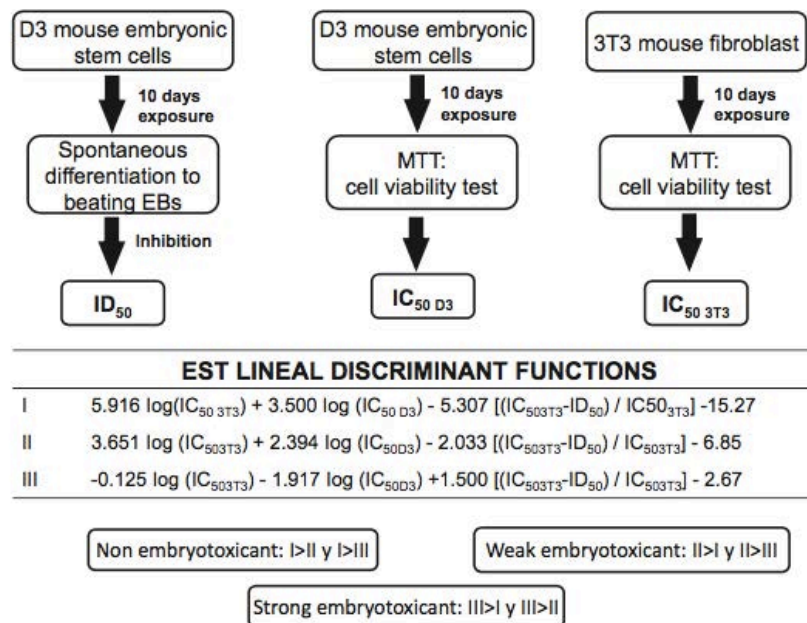 D3 mouse embryonic
stem cells
D3 mouse embryonic
stem cells
3T3 mouse fibroblast
10 days
exposure
10 days
exposure
10 days
exposure
Spontaneous
differentiation to
beating EBs
MTT:
cell viability test
MTT:
cell viability test
Inhibition
ID50
IC50 D3
IC50 3T3
EST LINEAL DISCRIMINANT FUNCTIONS
I 5.916 log(IC50 3T3) + 3.500 log (IC50 D3) - 5.307 [(IC503T3-ID50) / IC503T3] -15.27
II 3.651 log (IC503T3) + 2.394 log (IC50D3) - 2.033 [(IC503T3-ID50) / IC503T3] - 6.85
III -0.125 log (IC503T3) - 1.917 log (IC50D3) +1.500 [(IC503T3-ID50) / IC503T3] - 2.67
Non embryotoxicant: I>II y I>III
Weak embryotoxicant: II>I y II>III
Strong embryotoxicant: III>I y III>II